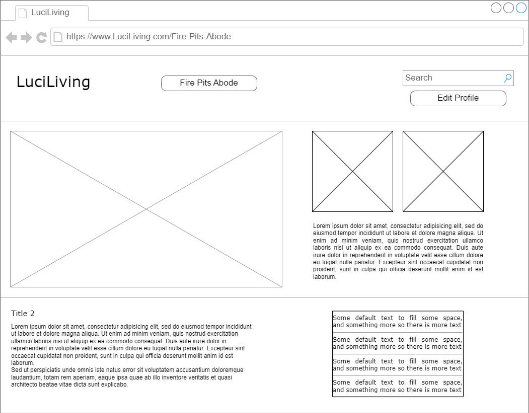 LuciLiving
https://www.LuciLiving.com/Fire-Pits-Abode
LuciLiving
Fire Pits Abode
Search
Edit Profile
Lorem ipsum dolor sit amet, consectetur adipisicing elit, sed do
eiusmod tempor incididunt ut labore et dolore magna aliqua. Ut
enim ad minim veniam, quis nostrud exercitation ullamco
laboris nisi ut aliquip ex ea commodo consequat. Duis aute
irure dolor in reprehenderit in voluptate velit esse cillum dolore
eu fugiat nulla pariatur. Excepteur sint occaecat cupidatat non
proident, sunt in culpa qui officia deserunt mollit anim id est
laborum.
Title 2
Lorem ipsum dolor sit amet, consectetur adipisicing elit, sed do eiusmod tempor incididunt
ut labore et dolore magna aliqua. Ut enim ad minim veniam, quis nostrud exercitation
ullamco laboris nisi ut aliquip ex ea commodo consequat. Duis aute irure dolor in
reprehenderit in voluptate velit esse cillum dolore eu fugiat nulla pariatur. Excepteur sint
occaecat cupidatat non proident, sunt in culpa qui officia deserunt mollit anim id est
laborum.
Sed ut perspiciatis unde omnis iste natus error sit voluptatem accusantium doloremque
laudantium, totam rem aperiam, eaque ipsa quae ab illo inventore veritatis et quasi
architecto beatae vitae dicta sunt explicabo.
Some default text to fill some space,
and something more so there is more text
Some default text to fill some space,
and something more so there is more text
Some default text to fill some space,
and something more so there is more text
Some default text to fill some space,
and something more so there is more text